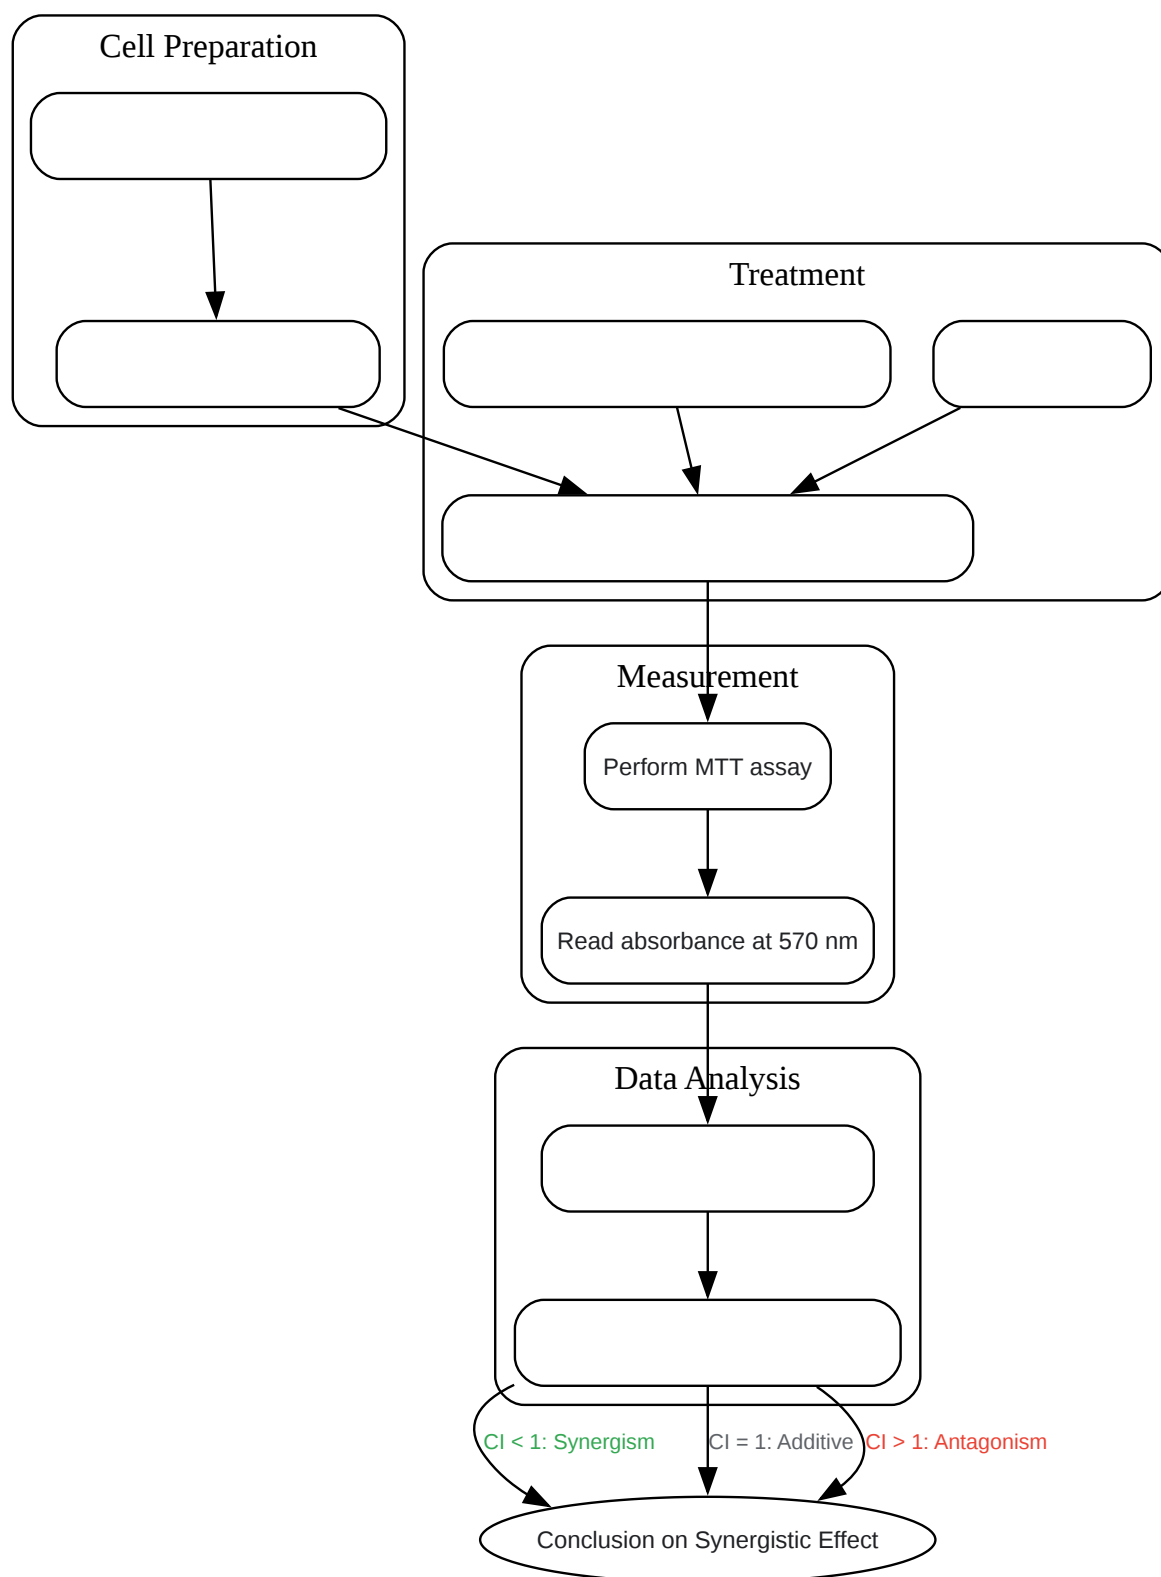 Cell Preparation
Treatment
Measurement
Perform MTT assay
Read absorbance at 570 nm
Data Analysis
CI < 1: Synergism
CI = 1: Additive
CI > 1: Antagonism
Conclusion on Synergistic Effect